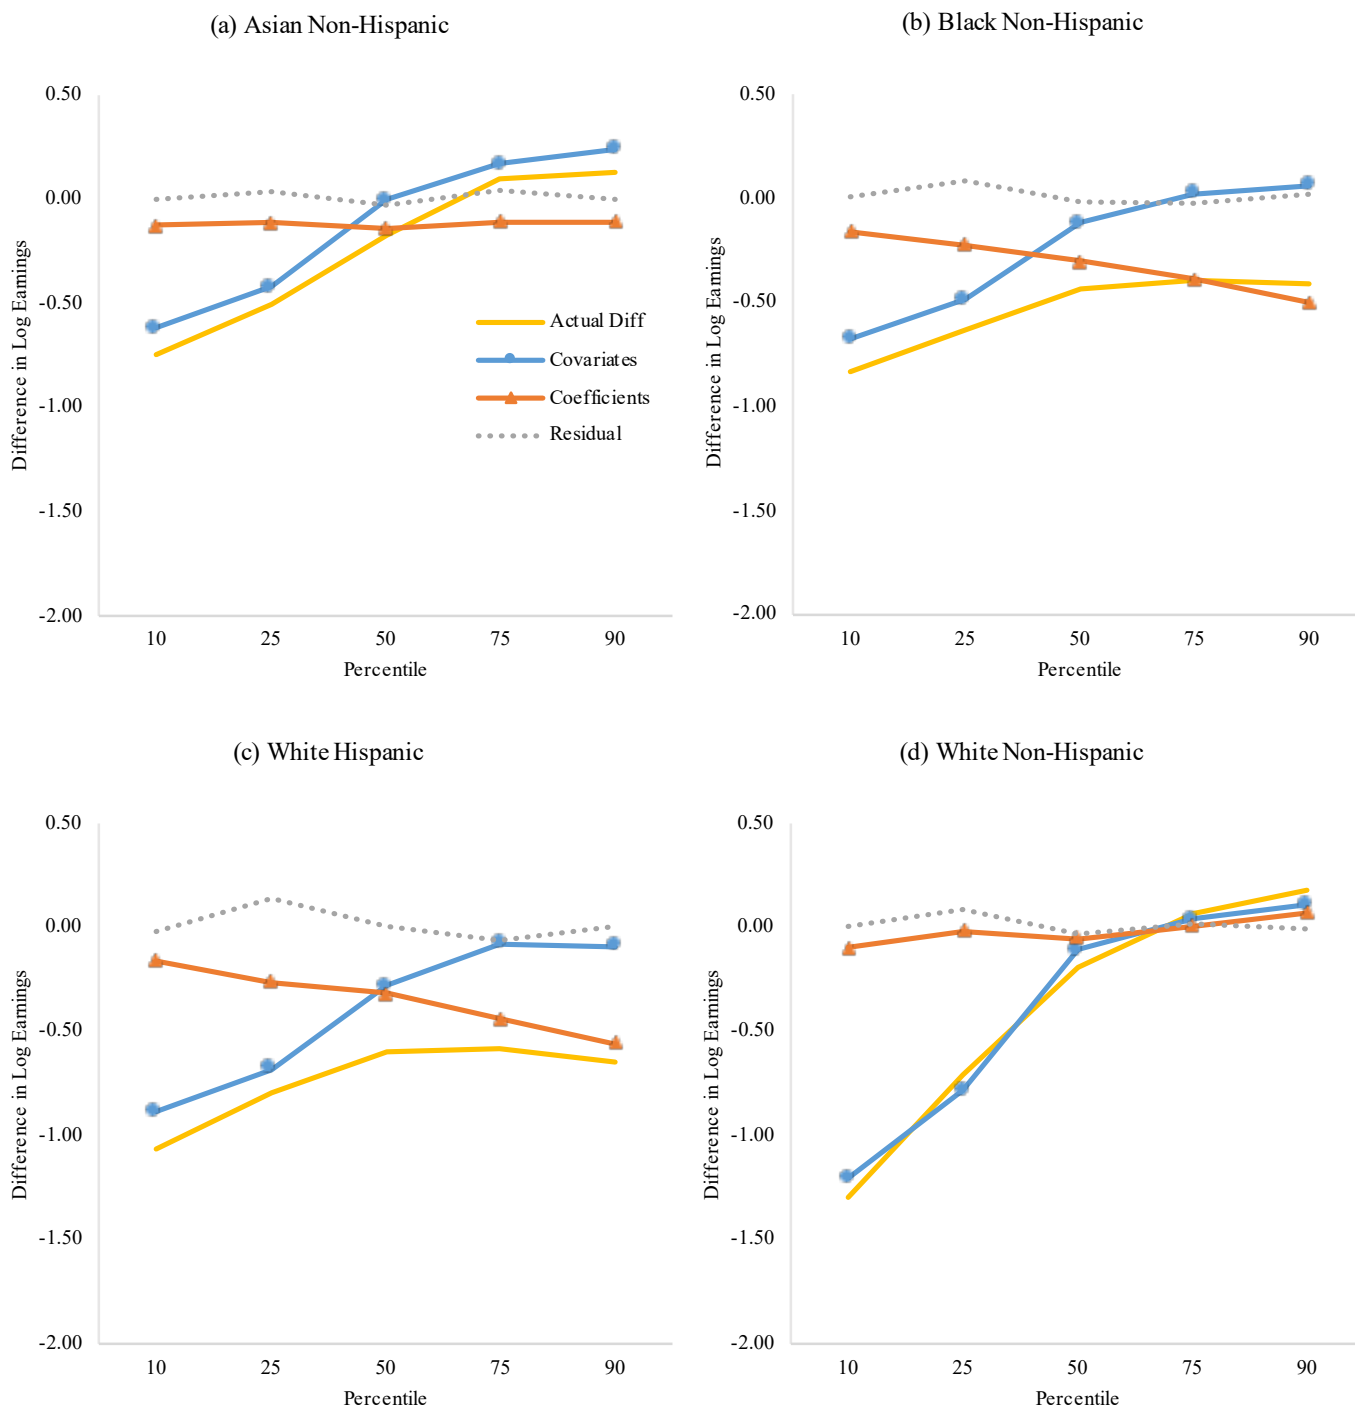 (a) Asian Non-Hispanic
0.50
0.00
-0.50
-1.00
-1.50
-2.00
Difference in Log Earnings
10 25 50 75 90
Percentile
Actual Diff
Covariates
Coefficients
Residual
(b) Black Non-Hispanic
0.50
0.00
-0.50
-1.00
-1.50
-2.00
Difference in Log Earnings
10 25 50 75 90
Percentile
(c) White Hispanic
0.50
0.00
-0.50
-1.00
-1.50
-2.00
Difference in Log Earnings
10 25 50 75 90
Percentile
(d) White Non-Hispanic
0.50
0.00
-0.50
-1.00
-1.50
-2.00
Difference in Log Earnings
10 25 50 75 90
Percentile